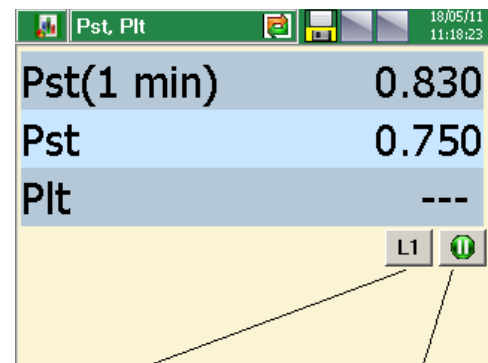 Pst, Plt
18/05/11
11:18:23
Pst(1 min) 0.830
Pst 0.750
Plt ---
L1